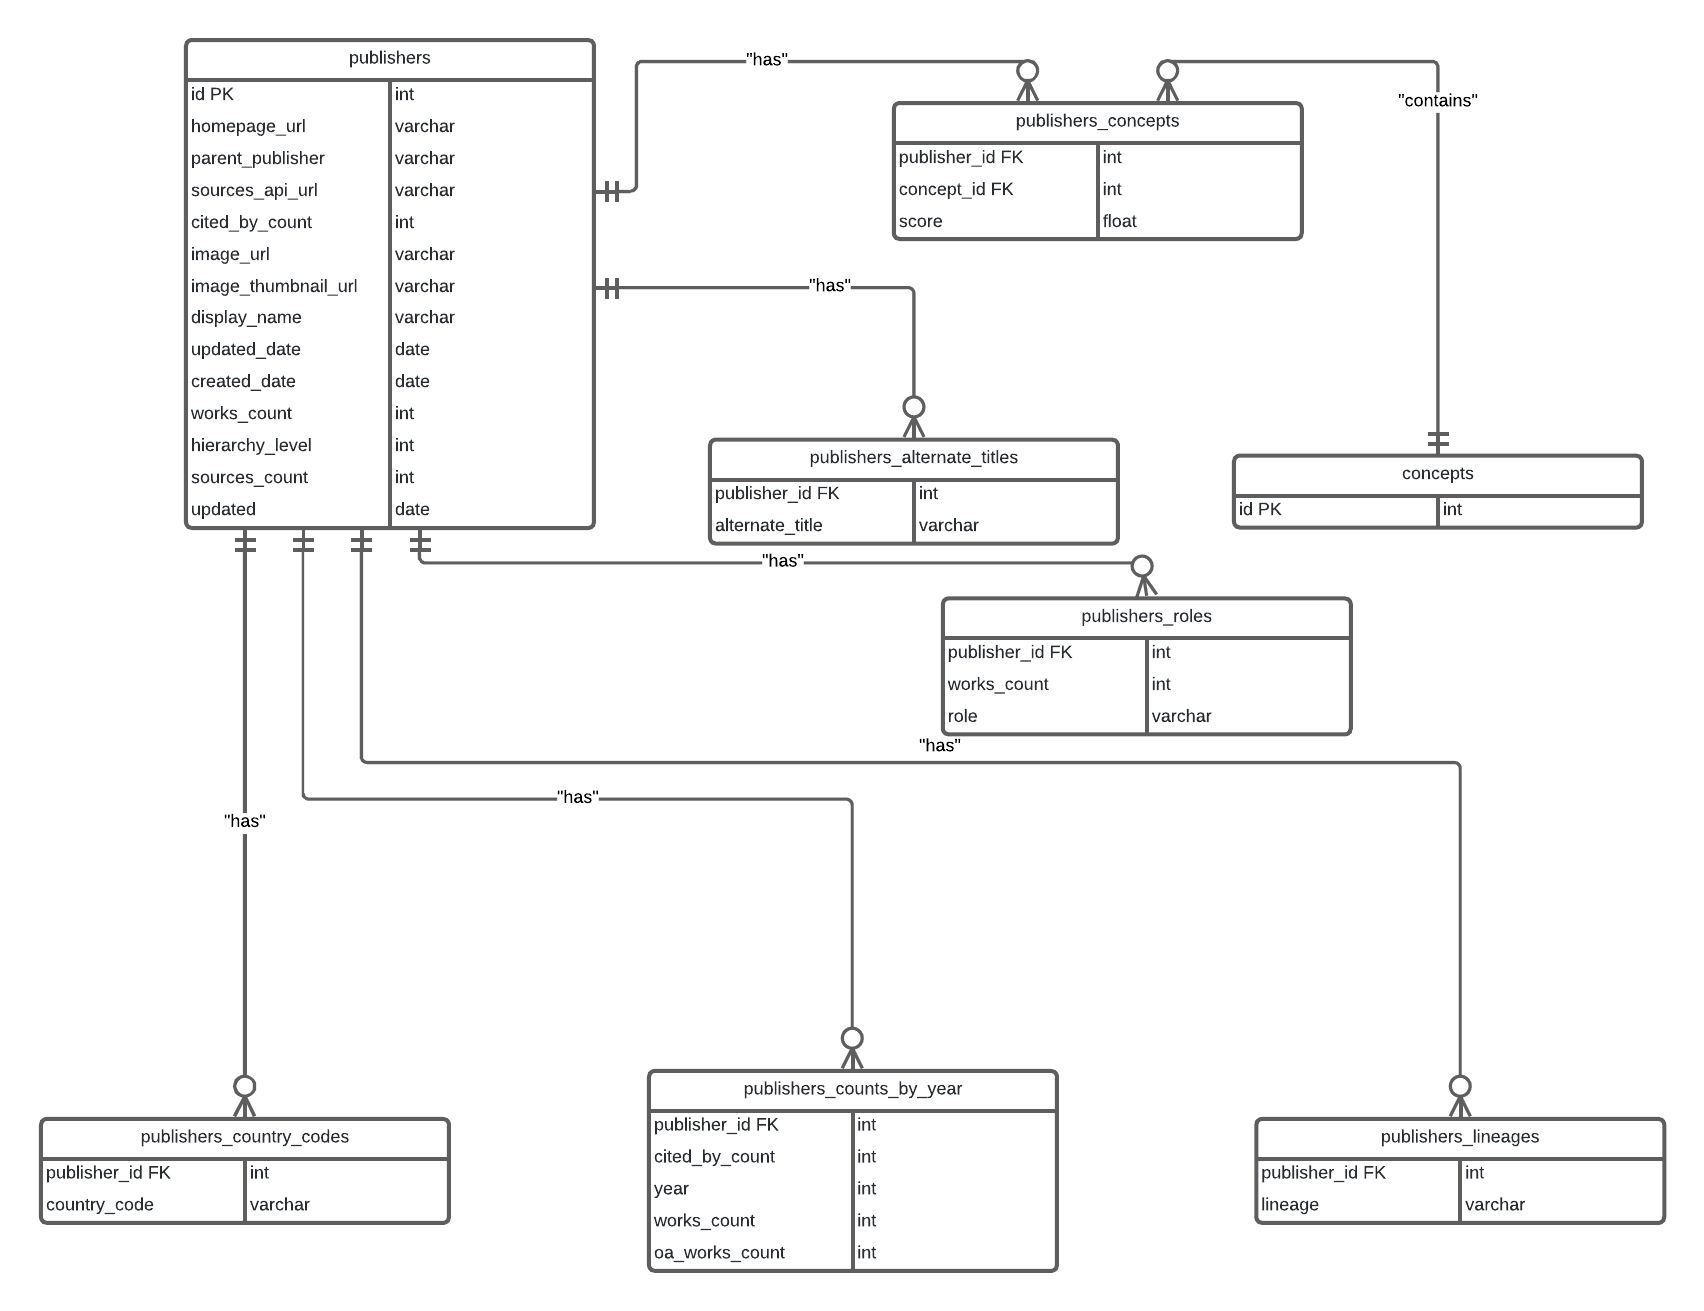 publishers
id PK int
homepage_url varchar
parent_publisher varchar
sources_api_url varchar
cited_by_count int
image_url varchar
image_thumbnail_url varchar
display_name varchar
updated_date date
created_date date
works_count int
hierarchy_level int
sources_count int
updated date
"has"
publishers_concepts
publisher_id FK int
concept_id FK int
score float
"contains"
"has"
publishers_alternate_titles
publisher_id FK int
alternate_title varchar
concepts
id PK int
"has"
publishers_roles
publisher_id FK int
works_count int
role varchar
"has"
"has"
"has"
publishers_country_codes
publisher_id FK int
country_code varchar
publishers_counts_by_year
publisher_id FK int
cited_by_count int
year int
works_count int
oa_works_count int
publishers_lineages
publisher_id FK int
lineage varchar